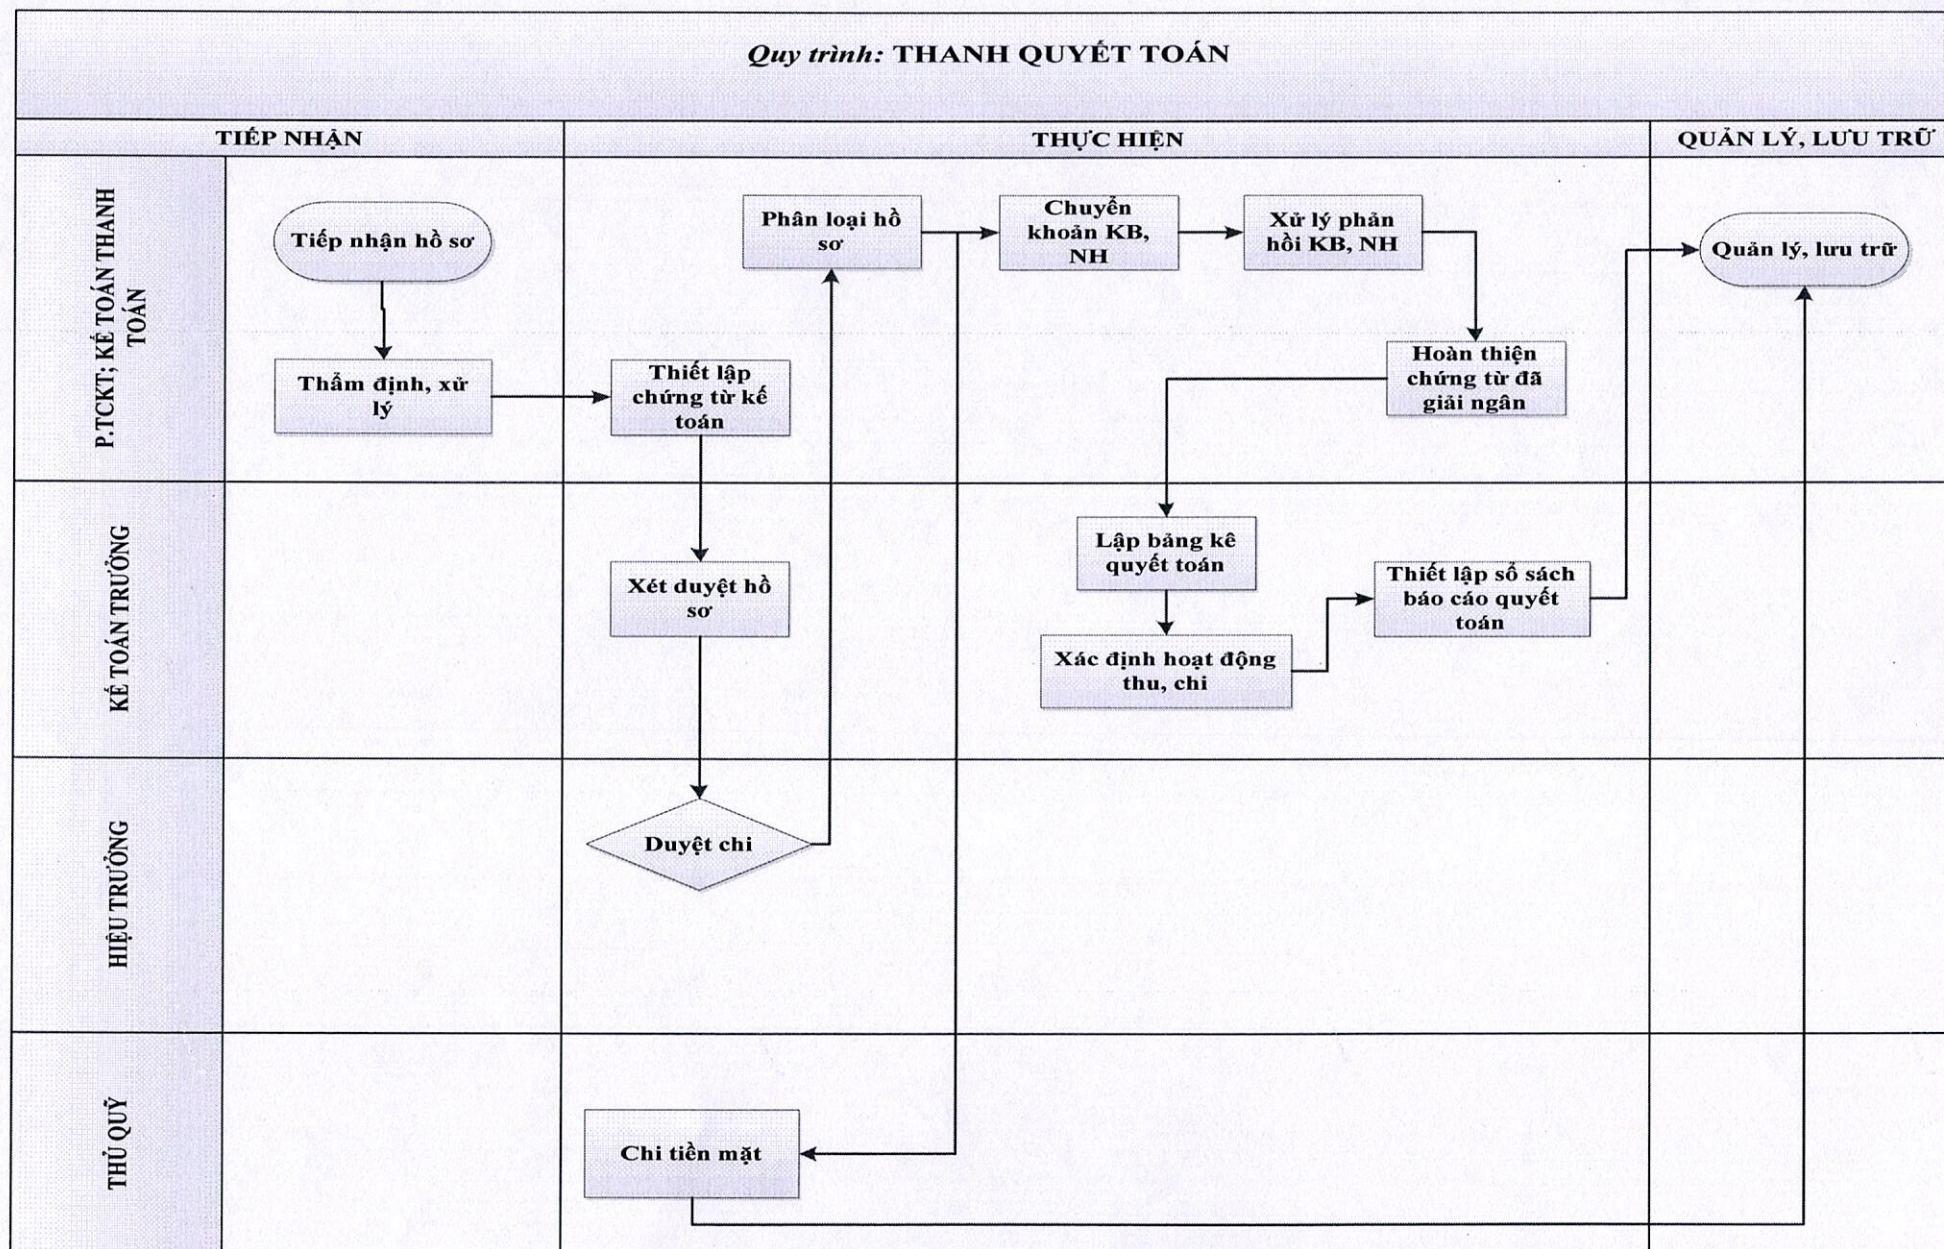 Quy trình: THANH QUYẾT TOÁN
TIẾP NHẬN
THỰC HIỆN
QUẢN LÝ, LƯU TRỮ
P.TCKT; KẾ TOÁN THANH
TOÁN
Tiếp nhận hồ sơ
Thẩm định, xử
lý
Thiết lập
chứng từ kế
toán
Phân loại hồ
sơ
Chuyển
khoản KB,
NH
Xử lý phản
hồi KB, NH
Hoàn thiện
chứng từ đã
giải ngân
Quản lý, lưu trữ
KẾ TOÁN TRƯỞNG
Xét duyệt hồ
sơ
Lập bảng kê
quyết toán
Xác định hoạt động
thu, chi
Thiết lập sổ sách
báo cáo quyết
toán
HIỆU TRƯỞNG
Duyệt chi
THỦ QUỸ
Chi tiền mặt